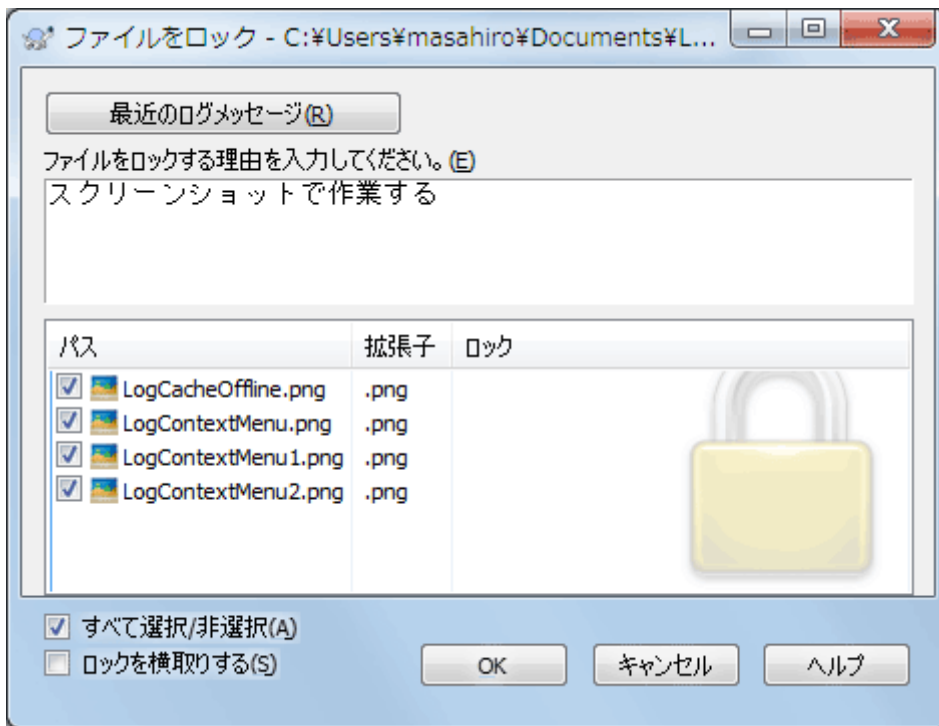 ファイルをロック - C:¥Users¥masahiro¥Documents¥L...
最近のログメッセージ(R)
ファイルをロックする理由を入力してください。(E)
スクリーンショットで作業する
パス 拡張子 ロック
LogCacheOffline.png .png
LogContextMenu.png .png
LogContextMenu1.png .png
LogContextMenu2.png .png
すべて選択/非選択(A)
ロックを横取りする(S)
OK キャンセル ヘルプ